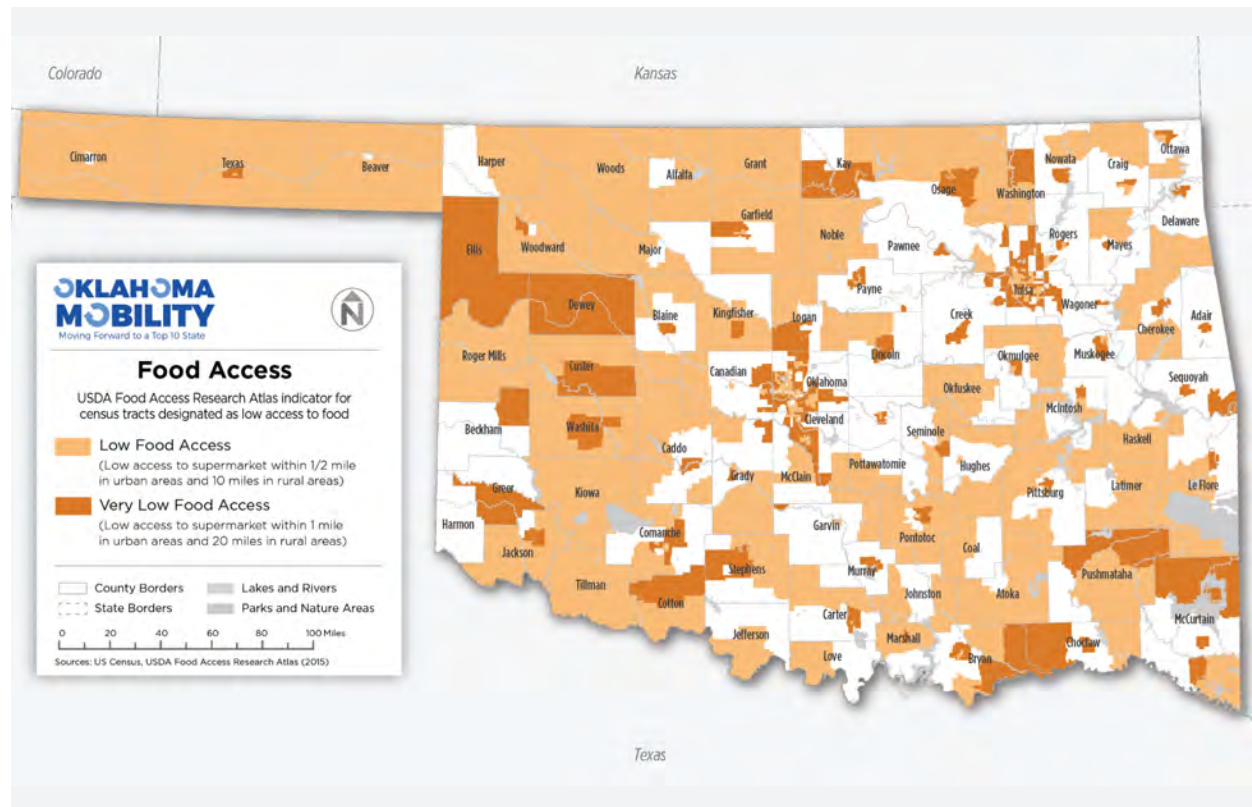 Colorado
Kansas
Cimarron
Texas
Beaver
Harper
Woods
Alfalfa
Grant
Kay
Osage
Washington
Nowata
Craig
Ottawa
Delaware
Ellis
Woodward
Major
Garfield
Noble
Pawnee
Rogers
Mayes
Dewey
Blaine
Kingfisher
Logan
Payne
Creek
Tulsa
Wagoner
Cherokee
Adair
Roger Mills
Custer
Canadian
Oklahoma
Lincoln
Okfuskee
Okmulgee
Muskogee
Sequoyah
Beckham
Washita
Caddo
Cleveland
Seminole
McIntosh
Haskell
Greer
Kiowa
Grady
McClain
Pottawatomie
Hughes
Pittsburg
Latimer
Le Flore
Harmon
Jackson
Comanche
Garvin
Pontotoc
Coal
Pushmataha
Tillman
Cotton
Stephens
Murray
Johnston
Atoka
McCurtain
Jefferson
Carter
Love
Marshall
Bryan
Choctaw
Texas
OKLAHOMA
MOBILITY
Moving Forward to a Top 10 State
N
Food Access
USDA Food Access Research Atlas indicator for
census tracts designated as low access to food
Low Food Access
(Low access to supermarket within 1/2 mile
in urban areas and 10 miles in rural areas)
Very Low Food Access
(Low access to supermarket within 1 mile
in urban areas and 20 miles in rural areas)
County Borders
Lakes and Rivers
State Borders
Parks and Nature Areas
0 20 40 60 80 100 Miles
Sources: US Census, USDA Food Access Research Atlas (2015)